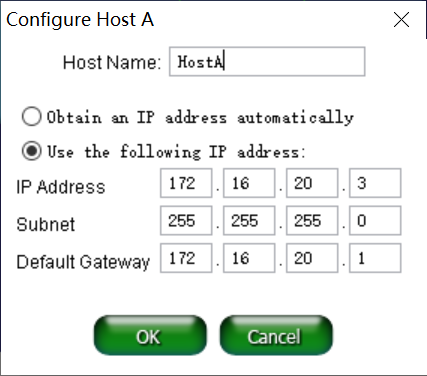 Configure Host A
Host Name: HostA
Obtain an IP address automatically
Use the following IP address:
IP Address 172 . 16 . 20 . 3
Subnet 255 . 255 . 255 . 0
Default Gateway 172 . 16 . 20 . 1
OK Cancel